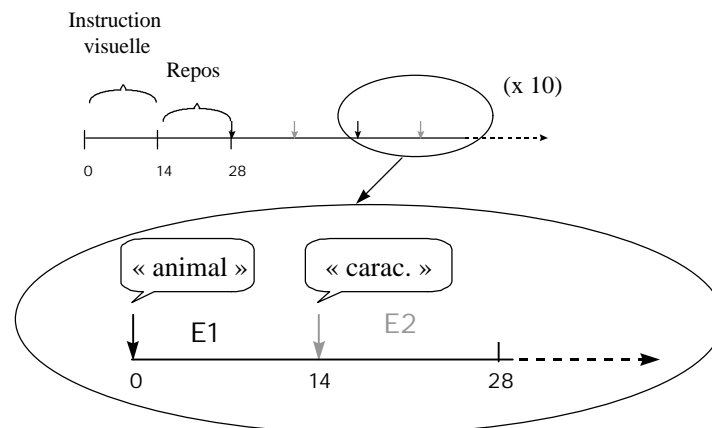 Instruction
visuelle
Repos
(x 10)
0 14 28
« animal » « carac. »
E1 E2
0 14 28